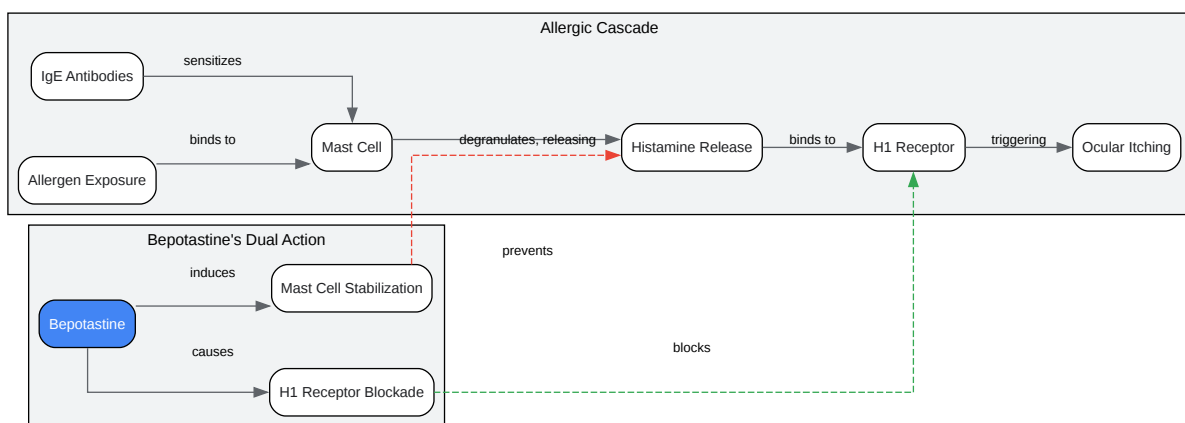 Allergic Cascade
IgE Antibodies
sensitizes
Allergen Exposure
binds to
Mast Cell
degranulates, releasing
Histamine Release
binds to
H1 Receptor
triggering
Ocular Itching
Bepotastine's Dual Action
Bepotastine
induces
Mast Cell Stabilization
prevents
causes
H1 Receptor Blockade
blocks